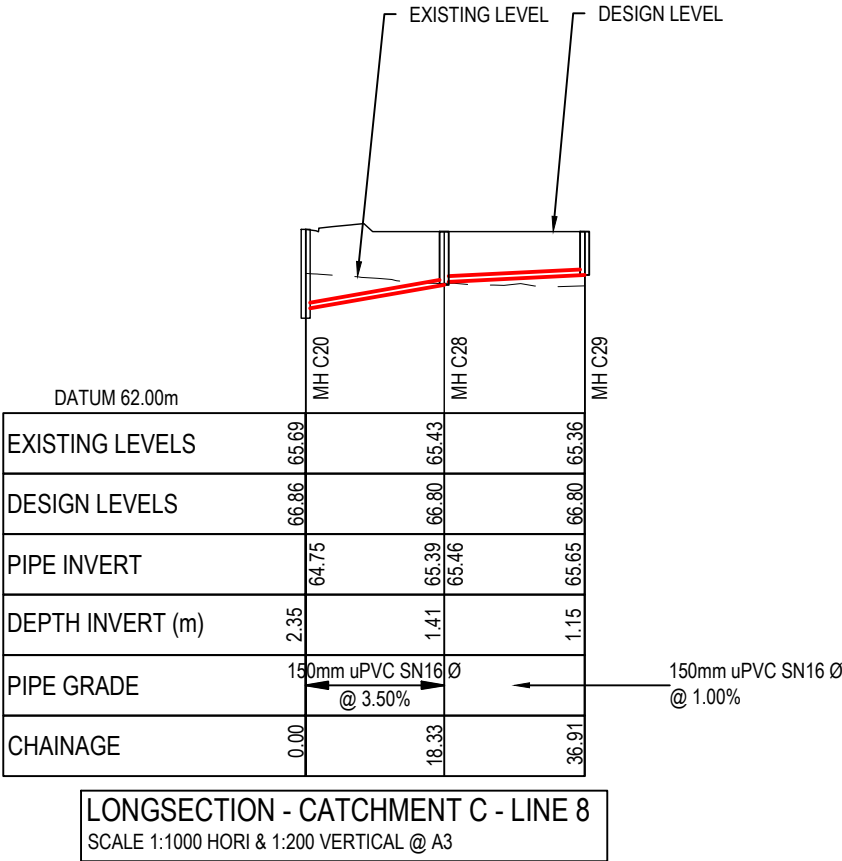 EXISTING LEVEL
DESIGN LEVEL
MH C20
MH C28
MH C29
DATUM 62.00m
EXISTING LEVELS 65.69 65.43 65.36
DESIGN LEVELS 66.86 66.80 66.80
PIPE INVERT 64.75 65.39 65.46 65.65
DEPTH INVERT (m) 2.35 1.41 1.15
PIPE GRADE
150mm uPVC SN16 Ø
@ 3.50%
150mm uPVC SN16 Ø
@ 1.00%
CHAINAGE 0.00 18.33 36.91
LONGSECTION - CATCHMENT C - LINE 8
SCALE 1:1000 HORI & 1:200 VERTICAL @ A3